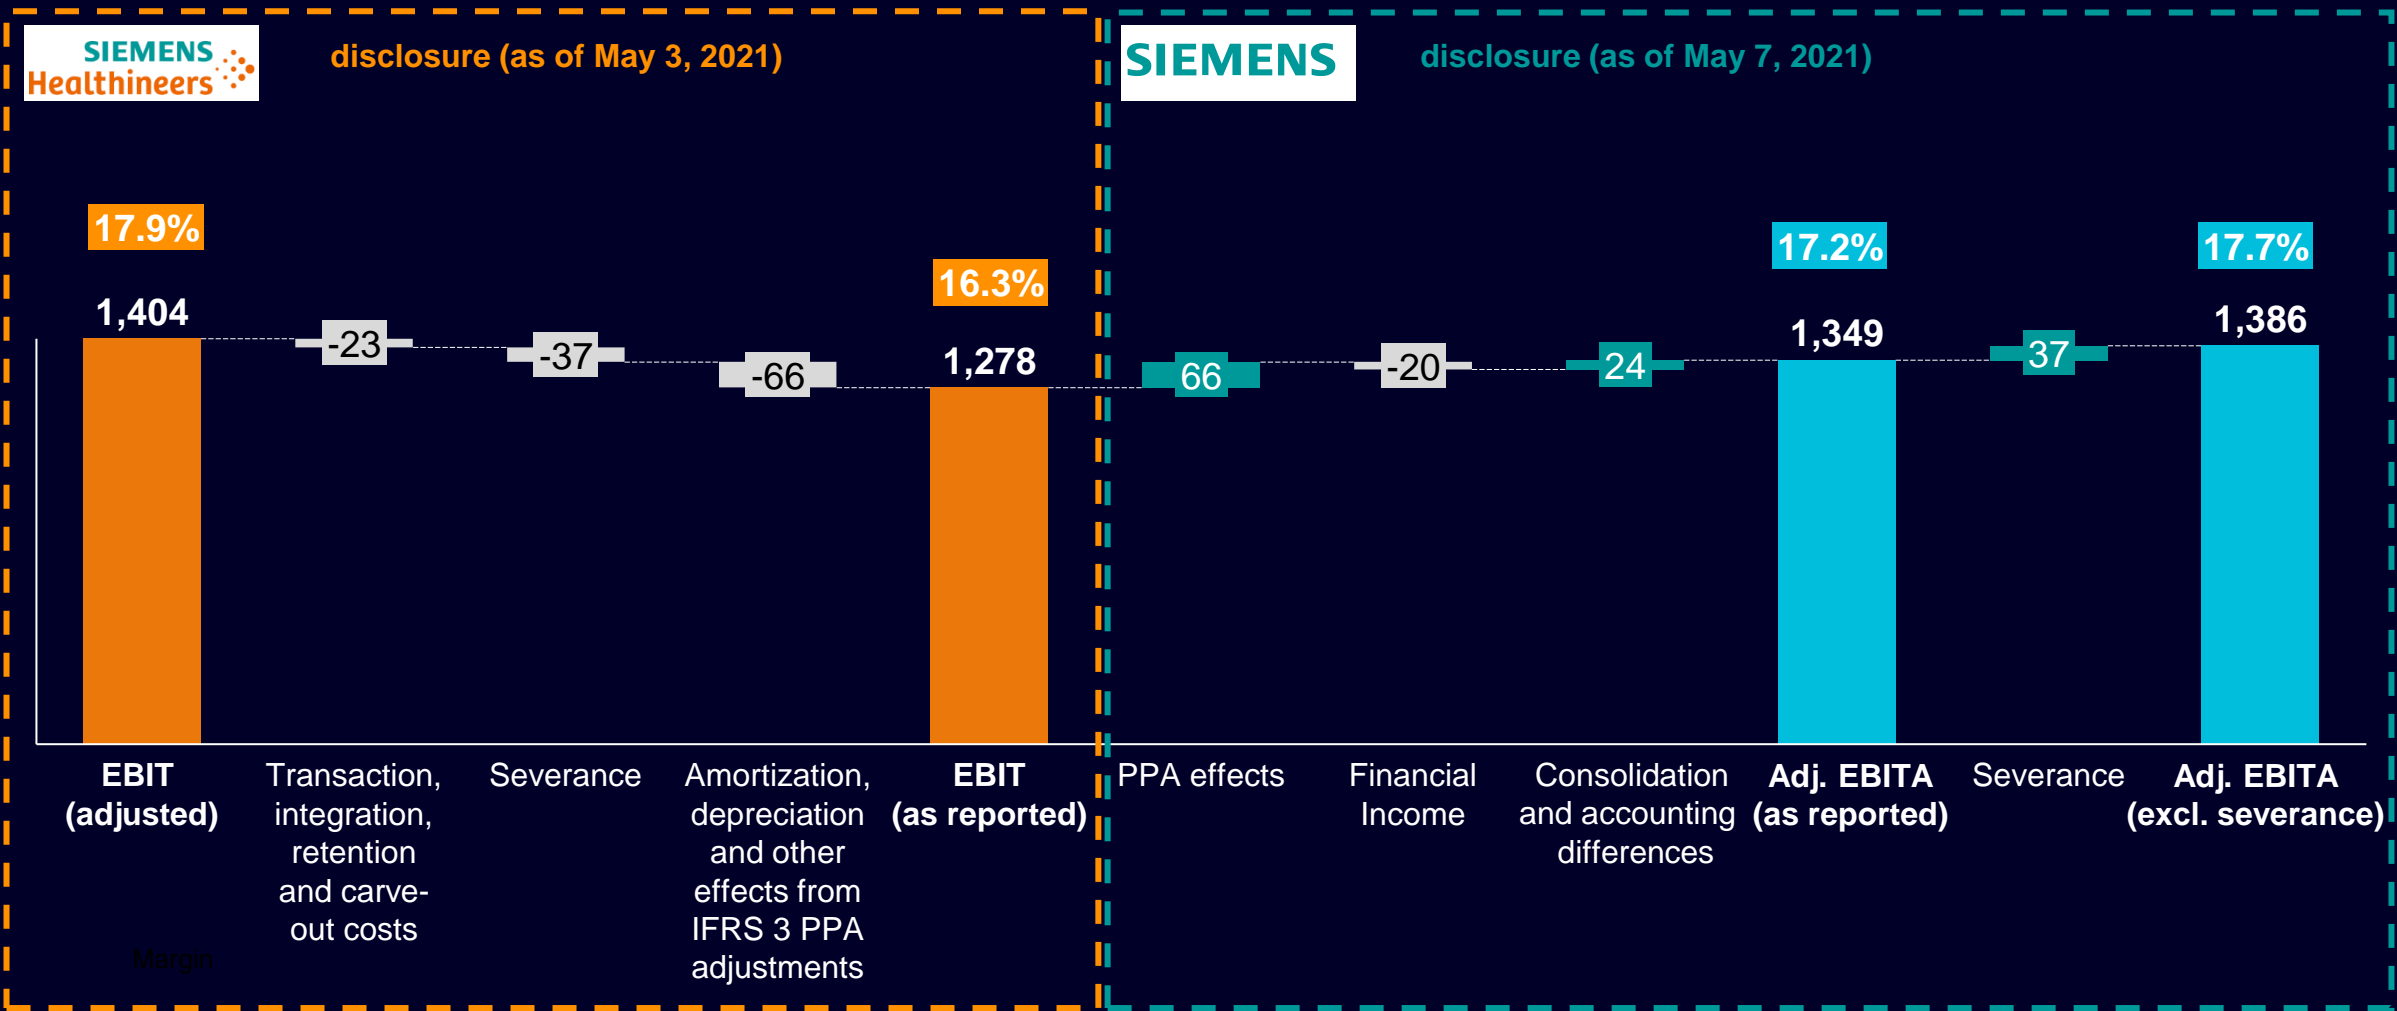 SIEMENS
Healthineers
disclosure (as of May 3, 2021)
SIEMENS
disclosure (as of May 7, 2021)
17.9%
1,404
-23
-37
-66
16.3%
1,278
66
-20
24
17.2%
1,349
37
17.7%
1,386
EBIT
(adjusted)
Transaction,
integration,
retention
and carve-
out costs
Severance
Amortization,
depreciation
and other
effects from
IFRS 3 PPA
adjustments
EBIT
(as reported)
PPA effects
Financial
Income
Consolidation
and accounting
differences
Adj. EBITA
(as reported)
Severance
Adj. EBITA
(excl. severance)
Margin